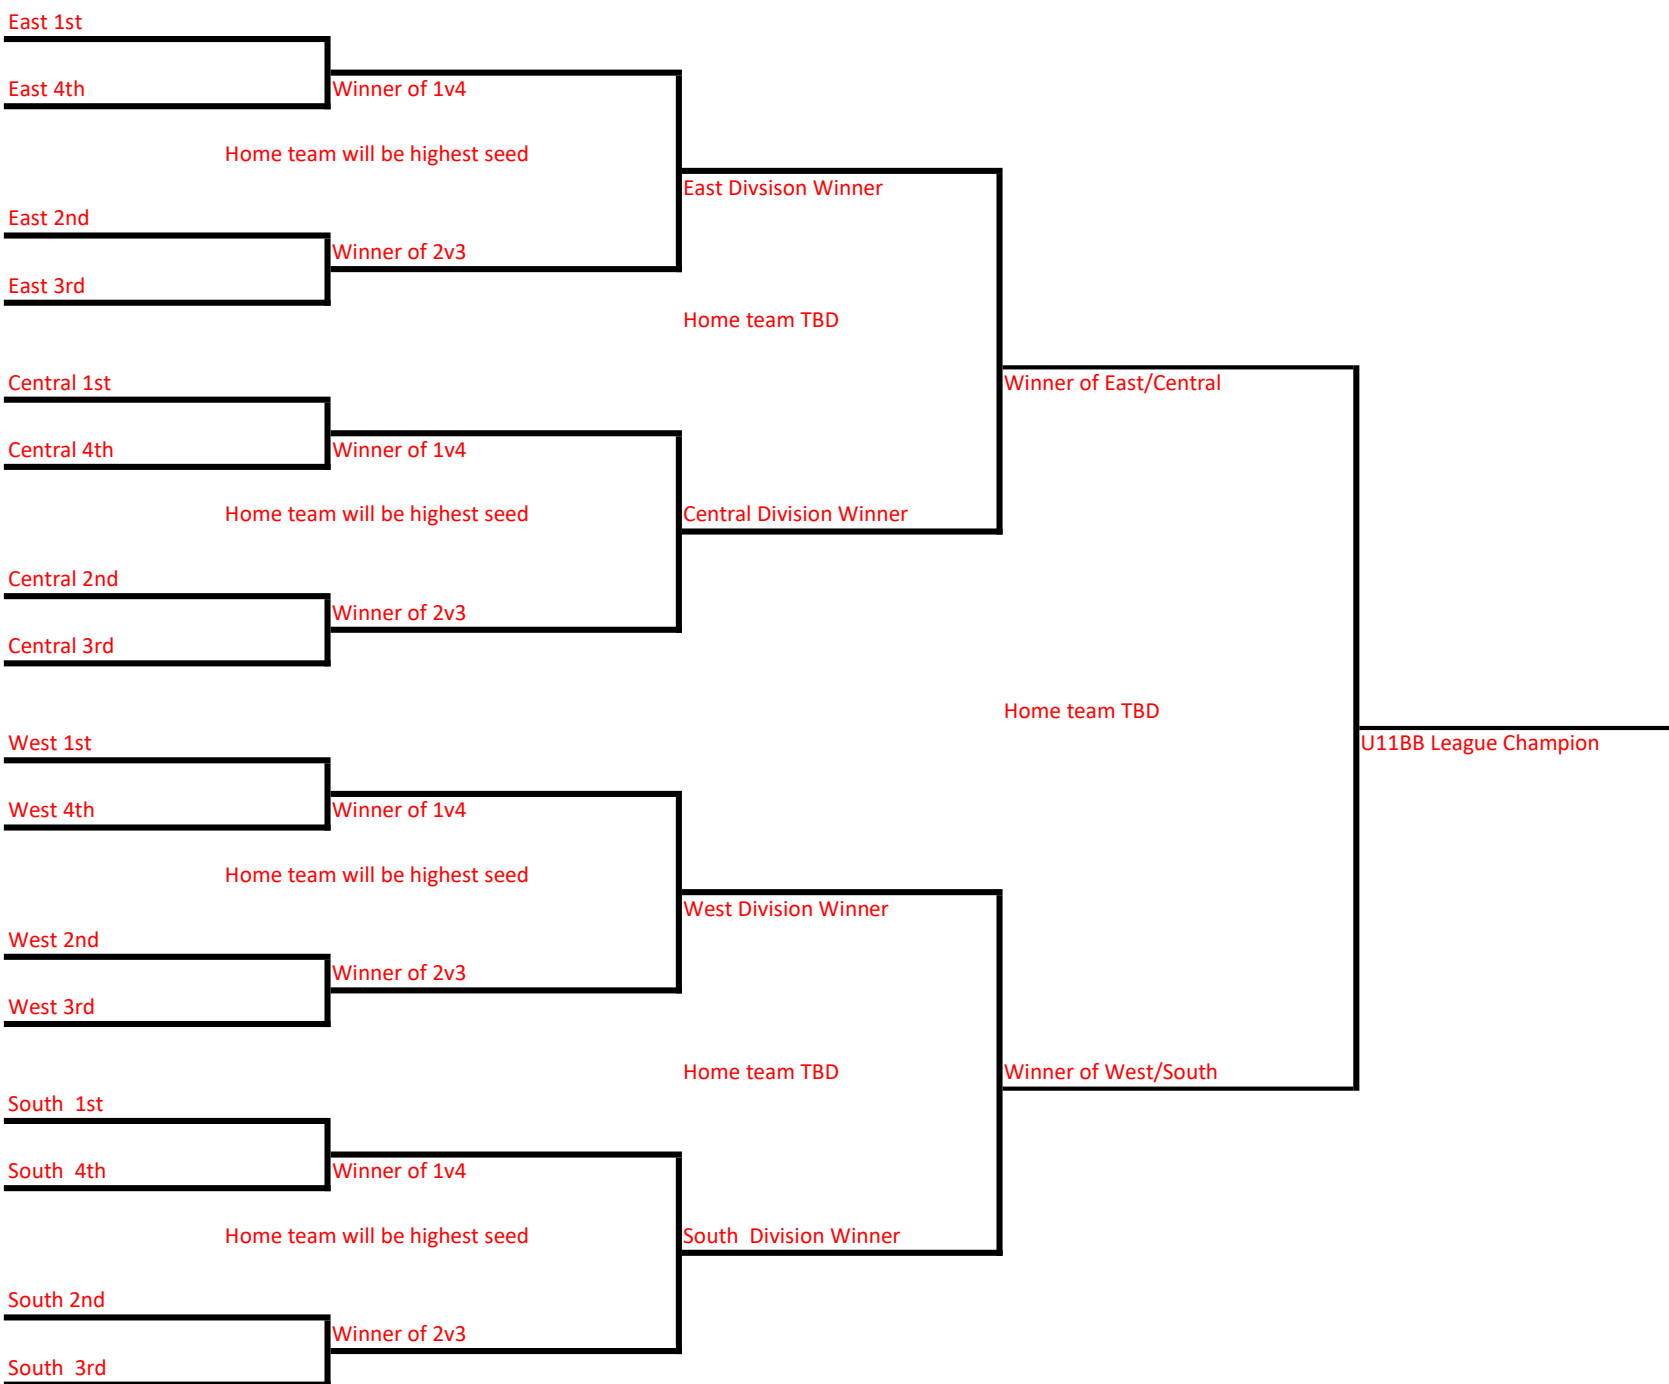 East 1st
East 4th
Winner of 1v4
Home team will be highest seed
East Divsison Winner
East 2nd
Winner of 2v3
East 3rd
Home team TBD
Central 1st
Winner of East/Central
Central 4th
Winner of 1v4
Home team will be highest seed
Central Division Winner
Central 2nd
Winner of 2v3
Central 3rd
Home team TBD
West 1st
U11BB League Champion
West 4th
Winner of 1v4
Home team will be highest seed
West Division Winner
West 2nd
Winner of 2v3
West 3rd
Home team TBD
Winner of West/South
South  1st
South  4th
Winner of 1v4
Home team will be highest seed
South  Division Winner
South 2nd
Winner of 2v3
South  3rd